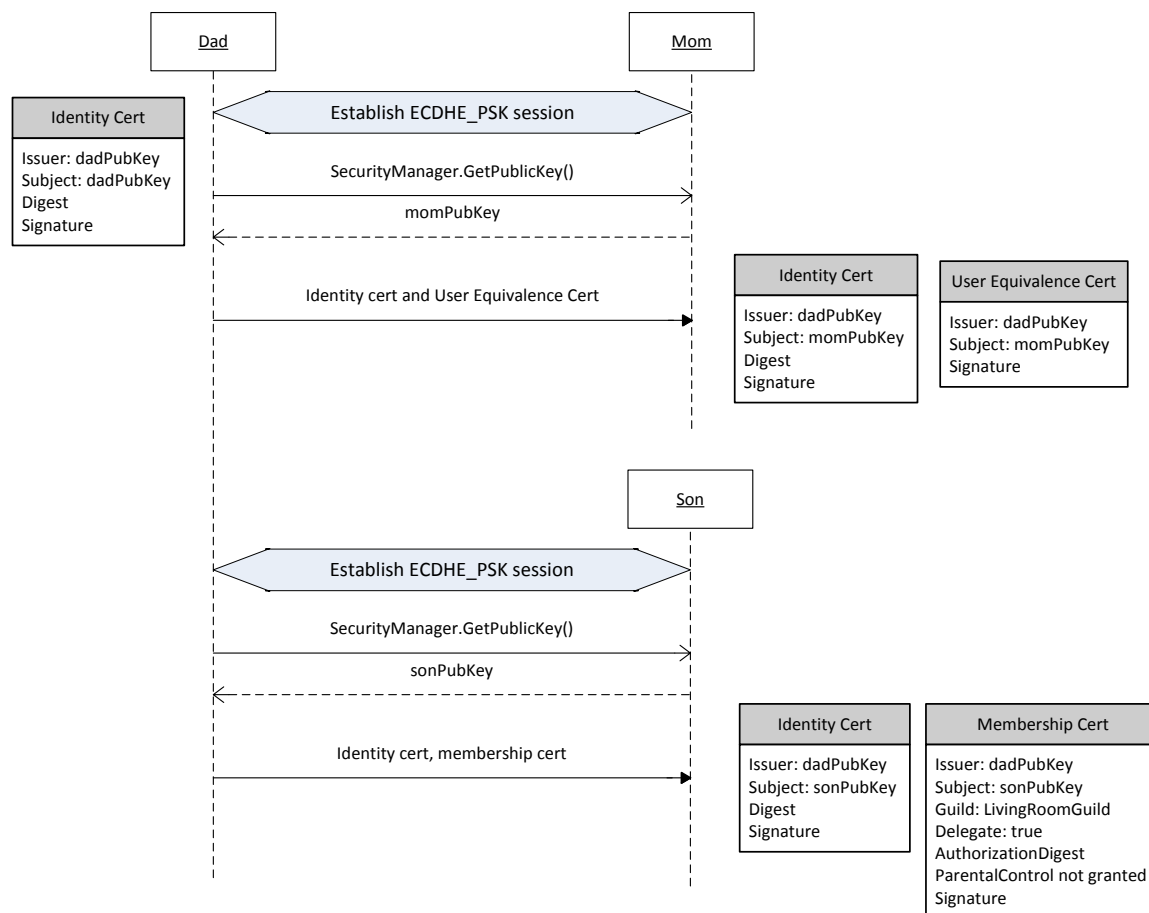 Dad
Mom
Establish ECDHE_PSK session
Identity Cert
Issuer: dadPubKey
Subject: dadPubKey
Digest
Signature
SecurityManager.GetPublicKey()
momPubKey
Identity cert and User Equivalence Cert
Identity Cert
Issuer: dadPubKey
Subject: momPubKey
Digest
Signature
User Equivalence Cert
Issuer: dadPubKey
Subject: momPubKey
Signature
Son
Establish ECDHE_PSK session
SecurityManager.GetPublicKey()
sonPubKey
Identity cert, membership cert
Identity Cert
Issuer: dadPubKey
Subject: sonPubKey
Digest
Signature
Membership Cert
Issuer: dadPubKey
Subject: sonPubKey
Guild: LivingRoomGuild
Delegate: true
AuthorizationDigest
ParentalControl not granted
Signature